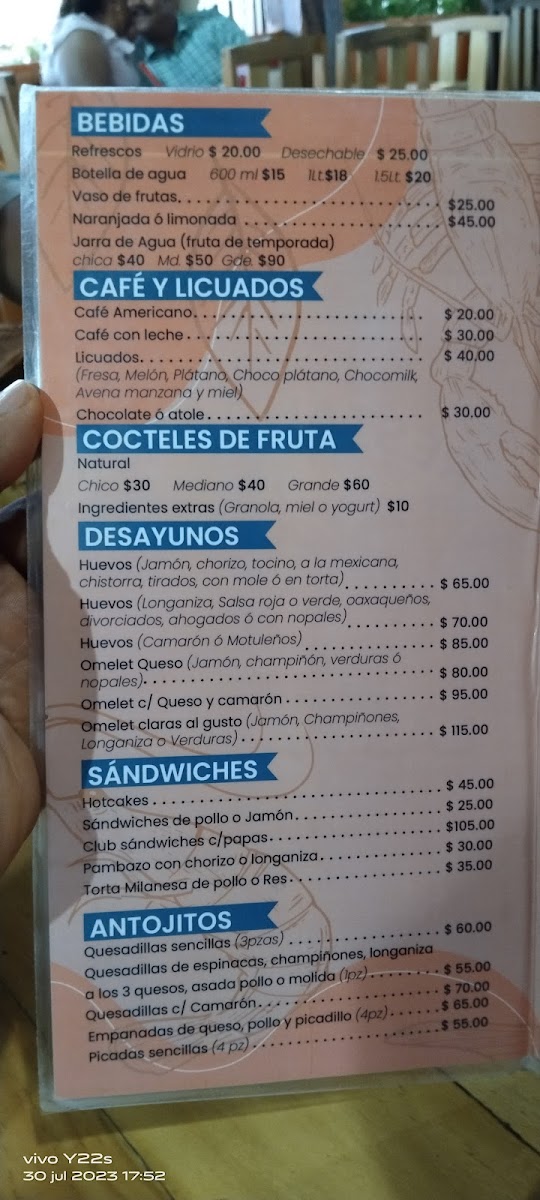 BEBIDAS
Refrescos Vidrio $ 20.00 Desechable $ 25.00
Botella de agua 600 ml $15 1Lt $18 1.5Lt $20
Vaso de frutas. $25.00
Naranjada ó limonada $45.00
Jarra de Agua (fruta de temporada)
chica $40 Md. $50 Gde. $90
CAFÉ Y LICUADOS
Café Americano $ 20.00
Café con leche $ 30.00
Licuados $ 40,00
(Fresa, Melón, Plátano, Choco plátano, Chocomilk,
Avena manzana y miel)
Chocolate ó atole $ 30.00
COCTELES DE FRUTA
Natural
Chico $30 Mediano $40 Grande $60
Ingredientes extras (Granola, miel o yogurt) $10
DESAYUNOS
Huevos (Jamón, chorizo, tocino, a la mexicana,
chistorra, tirados, con mole ó en torta) $ 65.00
Huevos (Longaniza, Salsa roja o verde, oaxaqueños,
divorciados, ahogados ó con nopales) $ 70.00
Huevos (Camarón ó Motuleños) $ 85.00
Omelet Queso (Jamón, champiñón, verduras ó
nopales) $ 80.00
Omelet c/ Queso y camarón $ 95.00
Omelet claras al gusto (Jamón, Champiñones,
Longaniza o Verduras) $ 115.00
SÁNDWICHES
Hotcakes $ 45.00
Sándwiches de pollo o Jamón $ 25.00
Club sándwiches c/papas $105.00
Pambazo con chorizo o longaniza $ 30.00
Torta Milanesa de pollo o Res $ 35.00
ANTOJITOS
Quesadillas sencillas (3pzas) $ 60.00
Quesadillas de espinacas, champiñones, longaniza
a los 3 quesos, asada pollo o molida (1pz) $ 55.00
Quesadillas c/ Camarón $ 70.00
Empanadas de queso, pollo y picadillo (4pz) $ 65.00
Picadas sencillas (4 pz) $ 55.00
vivo Y22s
30 jul 2023 17:52